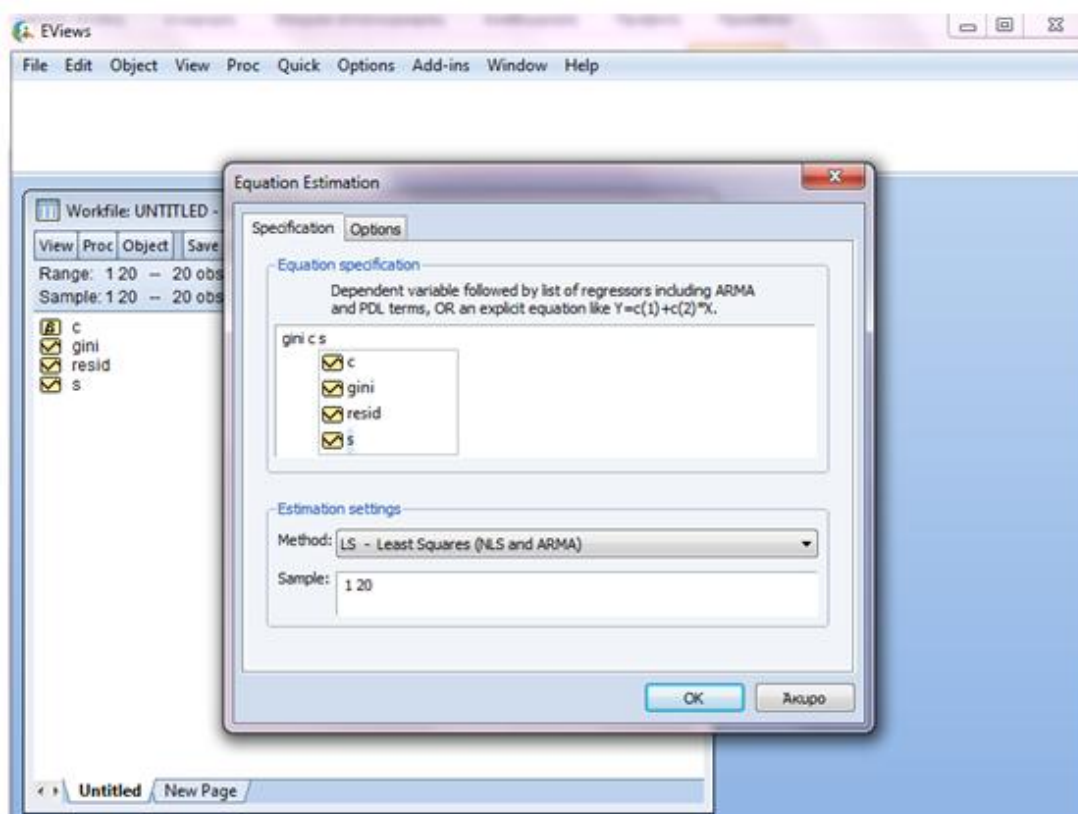 EViews
File Edit Object View Proc Quick Options Add-ins Window Help
Workfile: UNTITLED -
View Proc Object Save
Range: 1 20 -- 20 obs
Sample: 1 20 -- 20 obs
c
gini
resid
s
Untitled New Page
Equation Estimation
Specification Options
Equation specification
Dependent variable followed by list of regressors including ARMA
and PDL terms, OR an explicit equation like Y=c(1)+c(2)*X.
gini c s
c
gini
resid
s
Estimation settings
Method: LS - Least Squares (NLS and ARMA)
Sample: 1 20
OK Άκυρο